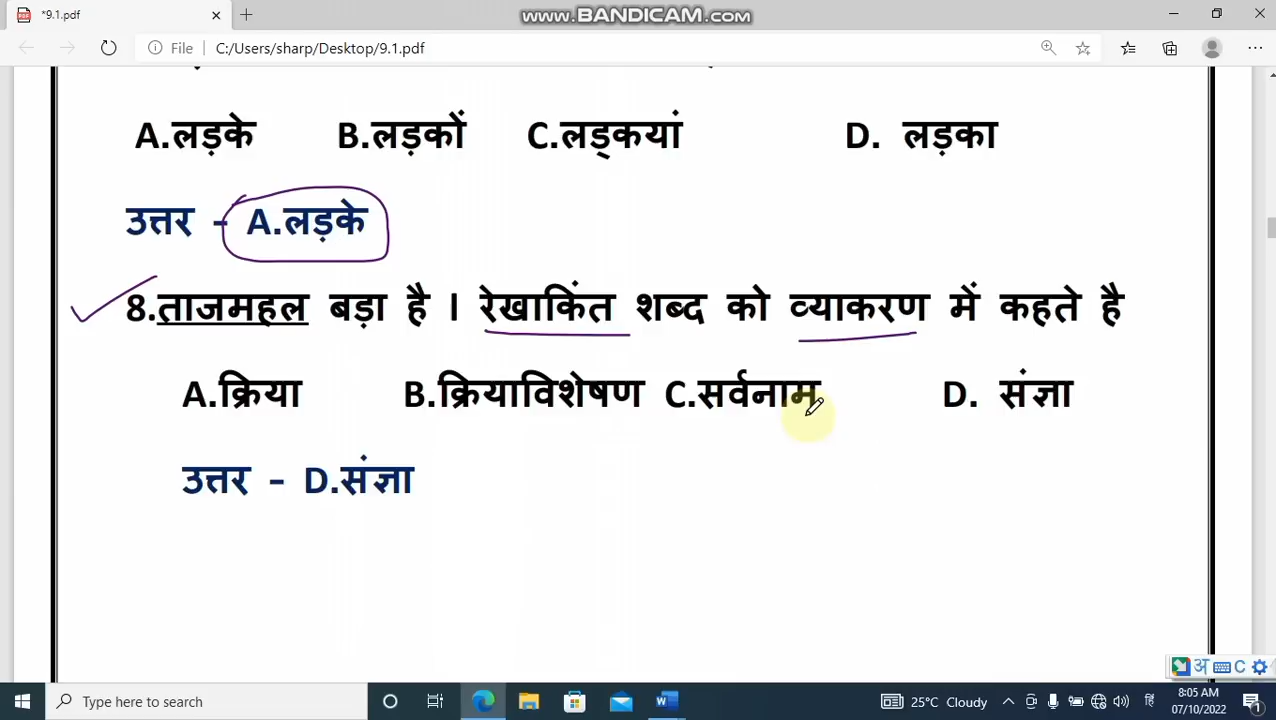 www.BANDICAM.com
*9.1.pdf
File C:/Users/sharp/Desktop/9.1.pdf
A.लड़के B.लड़कों C.लड्कयां D. लड़का
उत्तर - A.लड़के
8.ताजमहल बड़ा है । रेखाकिंत शब्द को व्याकरण में कहते है
A.क्रिया B.क्रियाविशेषण C.सर्वनाम D. संज्ञा
उत्तर - D.संज्ञा
Type here to search
25°C Cloudy
हिं
8:05 AM
07/10/2022